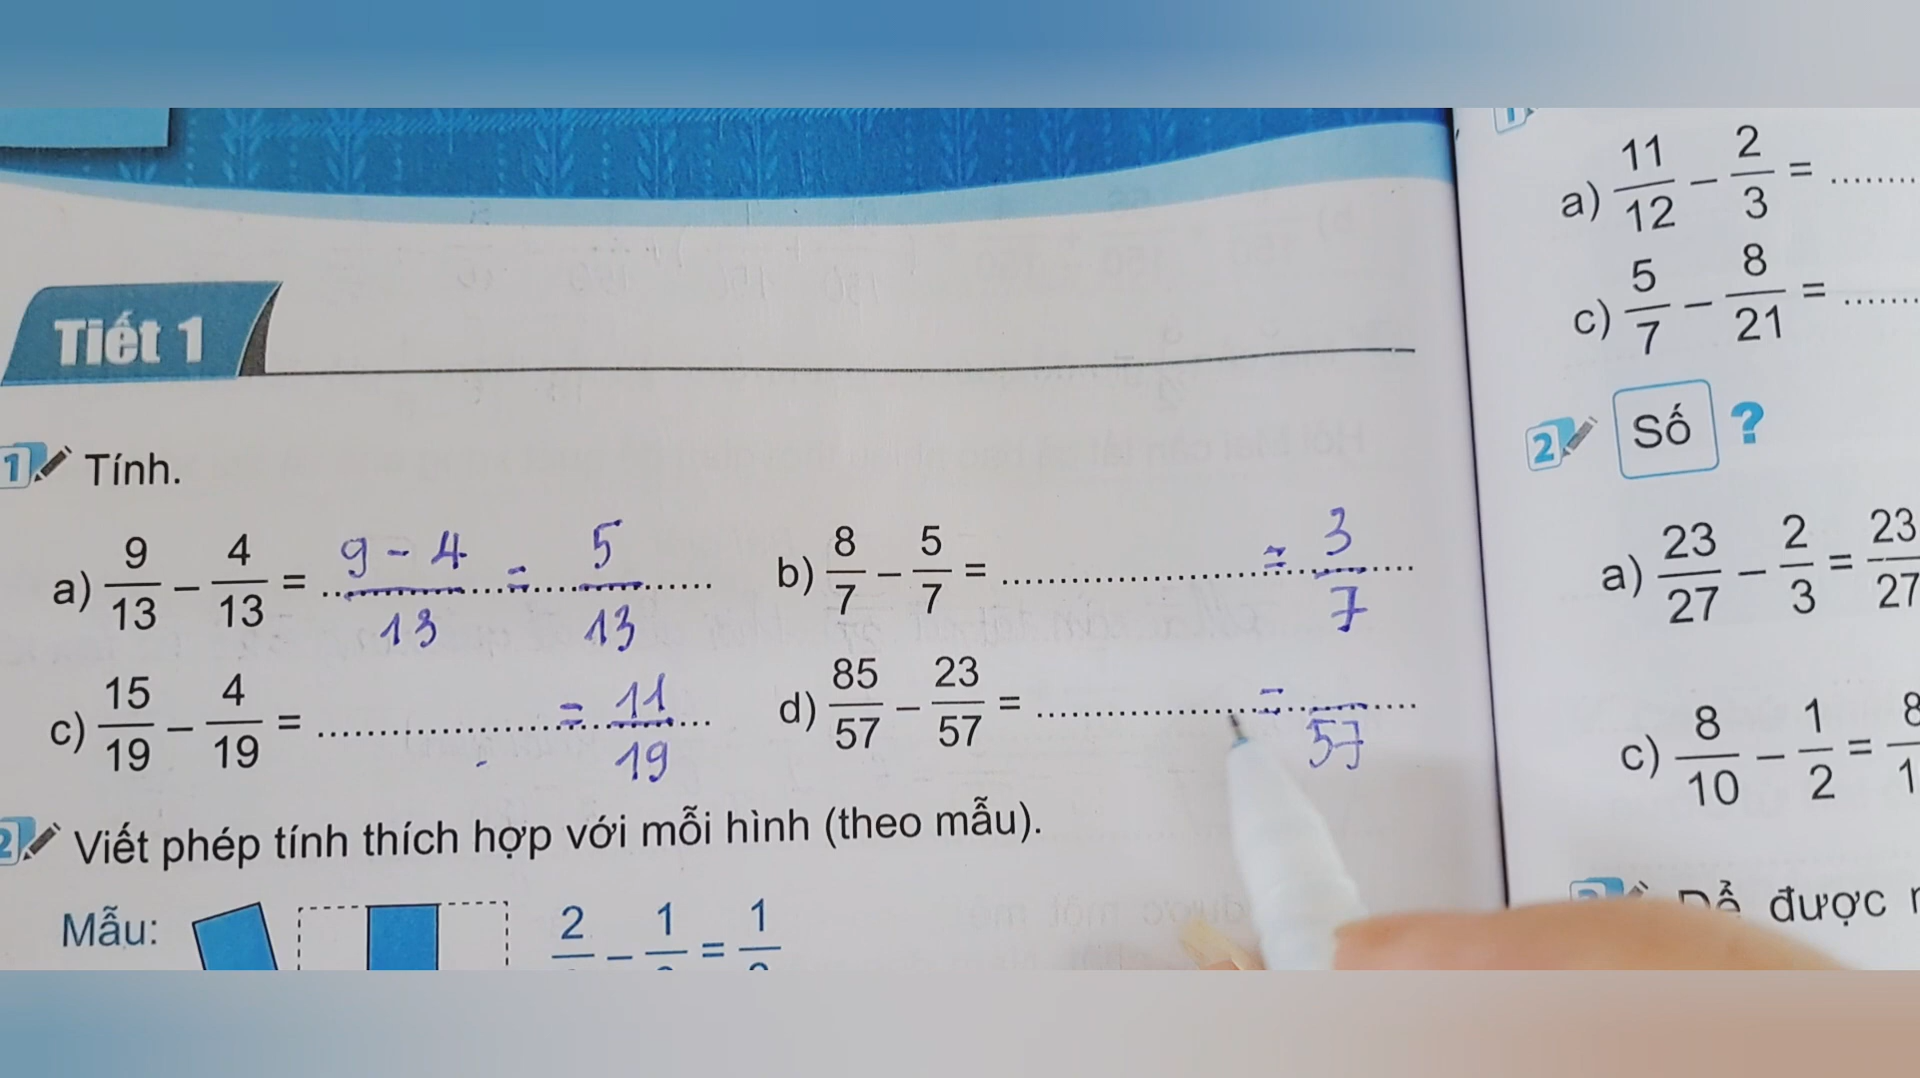 Tiết 1
1 Tính.
a) 9/13 - 4/13 = 9 - 4/13 = 5/13
b) 8/7 - 5/7 = ........ = 3/7
c) 15/19 - 4/19 = ........ = 11/19
d) 85/57 - 23/57 = ........ = /57
2 Viết phép tính thích hợp với mỗi hình (theo mẫu).
Mẫu: 2/ - 1/ = 1/
1
a) 11/12 - 2/3 = ........
c) 5/7 - 8/21 = ........
2 Số ?
a) 23/27 - 2/3 = 23/27
c) 8/10 - 1/2 = 8/1
được